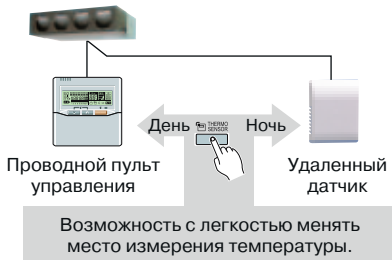 День THERMO SENSOR Ночь
Проводной пульт
управления
Удаленный
датчик
Возможность с легкостью менять
место измерения температуры.